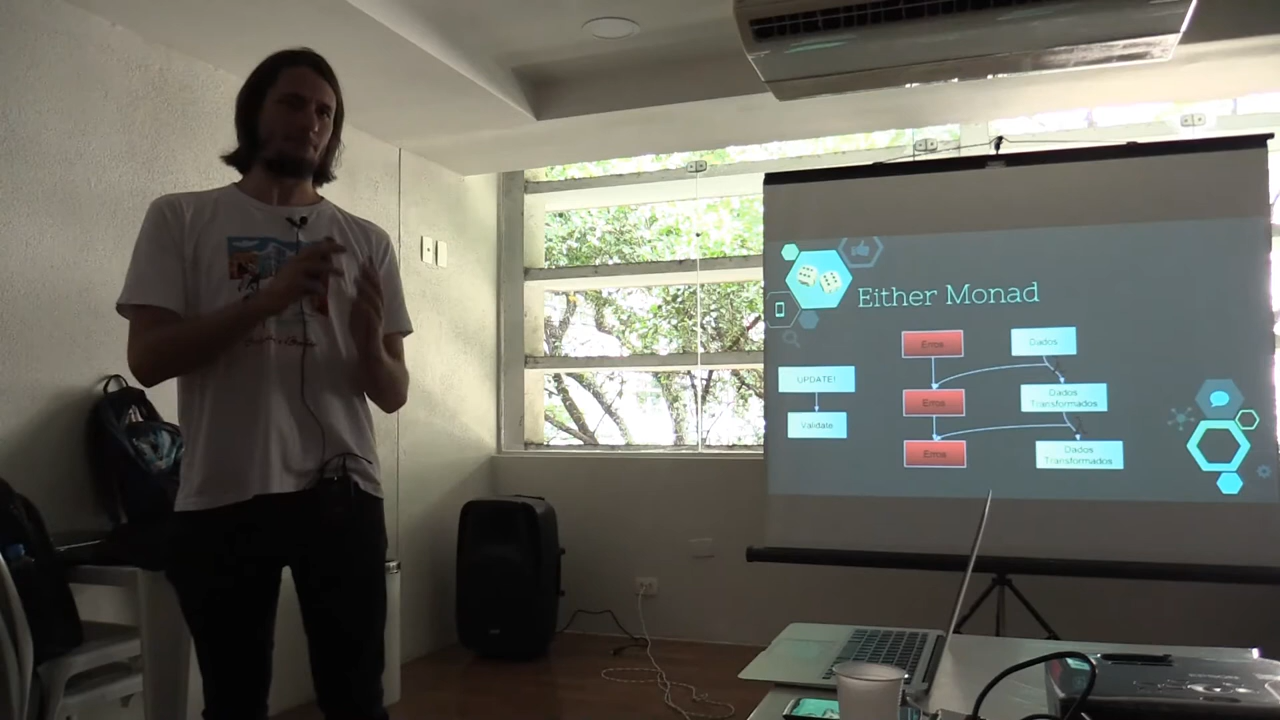 Either Monad
Erros
Dados
UPDATE!
Erros
Dados
Transformados
Validate
Erros
Dados
Transformados